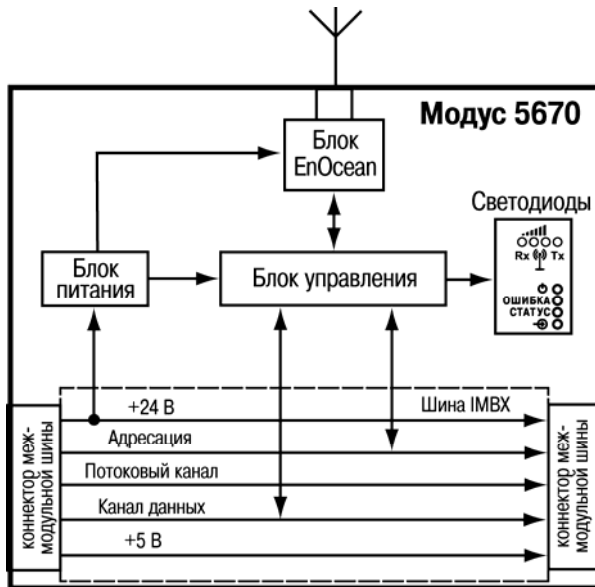 Модус 5670
Блок
EnOcean
Светодиоды
Rx Tx
ОШИБКА
СТАТУС
Блок
питания
Блок управления
+24 В
Шина IMBX
Адресация
Потоковый канал
Канал данных
+5 В
коннектор меж-
модульной шины
коннектор меж-
модульной шины